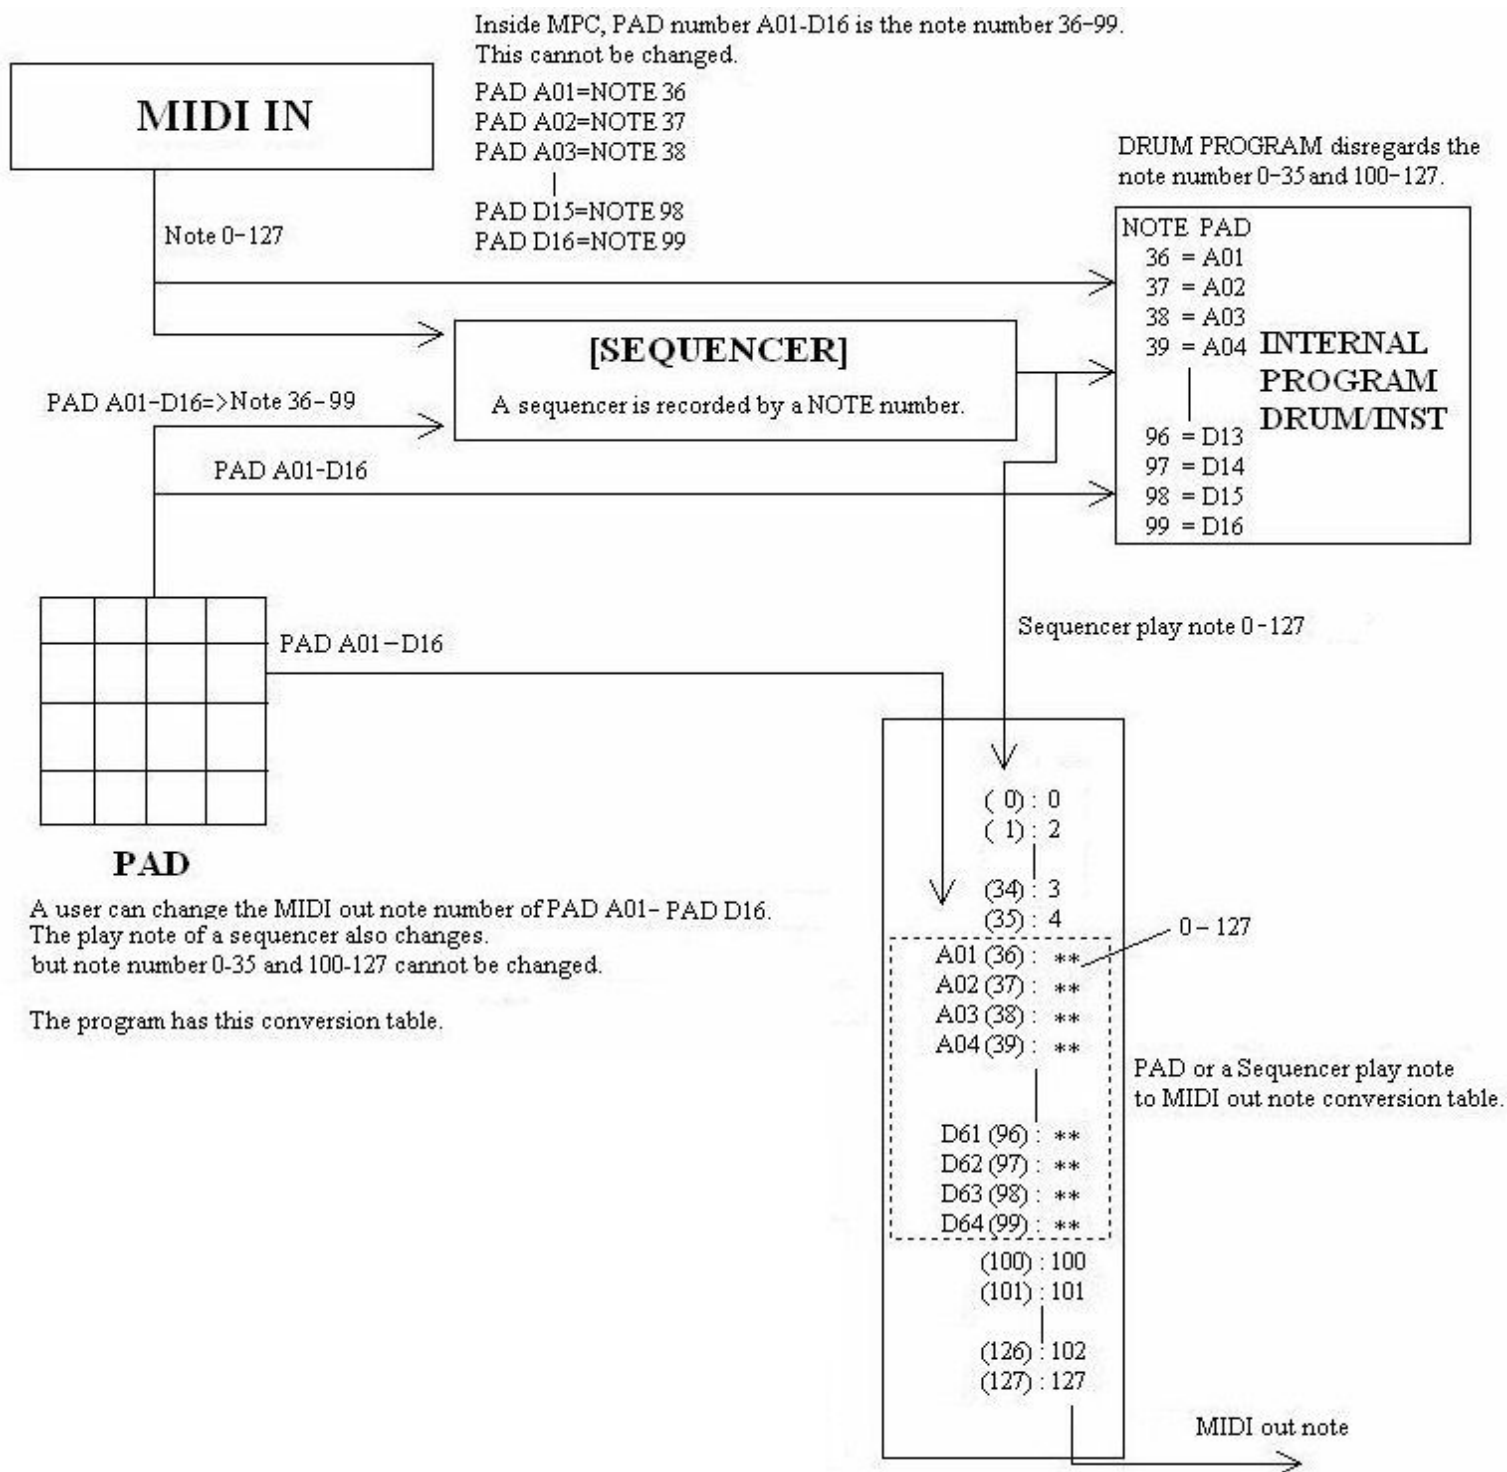 Inside MPC, PAD number A01-D16 is the note number 36-99.
This cannot be changed.
PAD A01=NOTE 36
PAD A02=NOTE 37
PAD A03=NOTE 38
PAD D15=NOTE 98
PAD D16=NOTE 99
MIDI IN
Note 0-127
DRUM PROGRAM disregards the
note number 0-35 and 100-127.
NOTE PAD
36 = A01
37 = A02
38 = A03
39 = A04
96 = D13
97 = D14
98 = D15
99 = D16
INTERNAL
PROGRAM
DRUM/INST
[SEQUENCER]
A sequencer is recorded by a NOTE number.
PAD A01-D16=>Note 36-99
PAD A01-D16
PAD A01-D16
Sequencer play note 0-127
PAD
A user can change the MIDI out note number of PAD A01- PAD D16.
The play note of a sequencer also changes.
but note number 0-35 and 100-127 cannot be changed.
The program has this conversion table.
( 0) : 0
( 1) : 2
(34) : 3
(35) : 4
A01 (36) : **
A02 (37) : **
A03 (38) : **
A04 (39) : **
D61 (96) : **
D62 (97) : **
D63 (98) : **
D64 (99) : **
(100) : 100
(101) : 101
(126) : 102
(127) : 127
0-127
PAD or a Sequencer play note
to MIDI out note conversion table.
MIDI out note